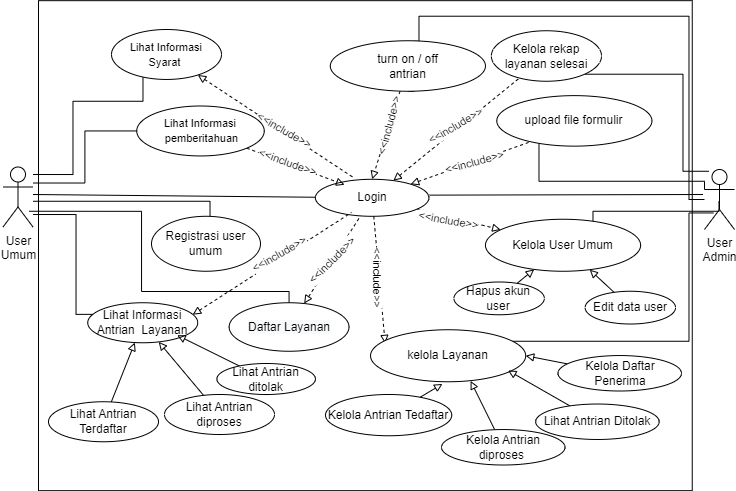 Lihat Informasi
Syarat
turn on / off
antrian
Kelola rekap
layanan selesai
Lihat Informasi
pemberitahuan
upload file formulir
<<include>>
<<include>>
<<include>>
<<include>>
<<include>>
Login
User
Umum
User
Admin
Registrasi user
umum
<<include>>
Kelola User Umum
<<include>>
<<include>>
<<include>>
Hapus akun
user
Edit data user
Lihat Informasi
Antrian Layanan
Daftar Layanan
kelola Layanan
Lihat Antrian
ditolak
Kelola Daftar
Penerima
Lihat Antrian
Terdaftar
Lihat Antrian
diproses
Kelola Antrian Tedaftar
Lihat Antrian Ditolak
Kelola Antrian
diproses